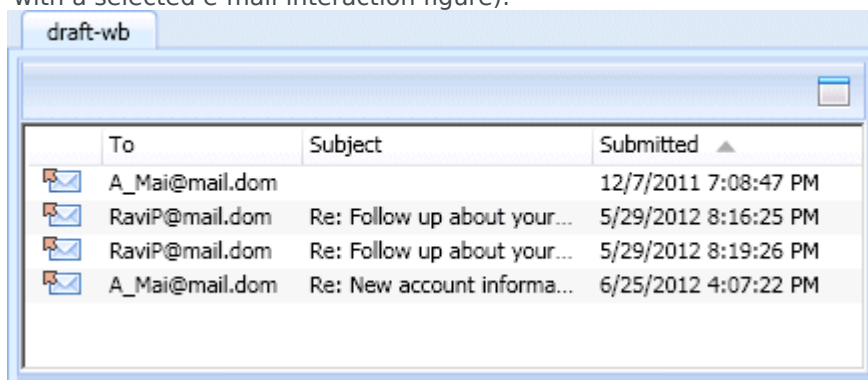 with a selected e-mail interaction figure).
draft-wb
To Subject Submitted
A_Mai@mail.dom 12/7/2011 7:08:47 PM
RaviP@mail.dom Re: Follow up about your... 5/29/2012 8:16:25 PM
RaviP@mail.dom Re: Follow up about your... 5/29/2012 8:19:26 PM
A_Mai@mail.dom Re: New account informa... 6/25/2012 4:07:22 PM